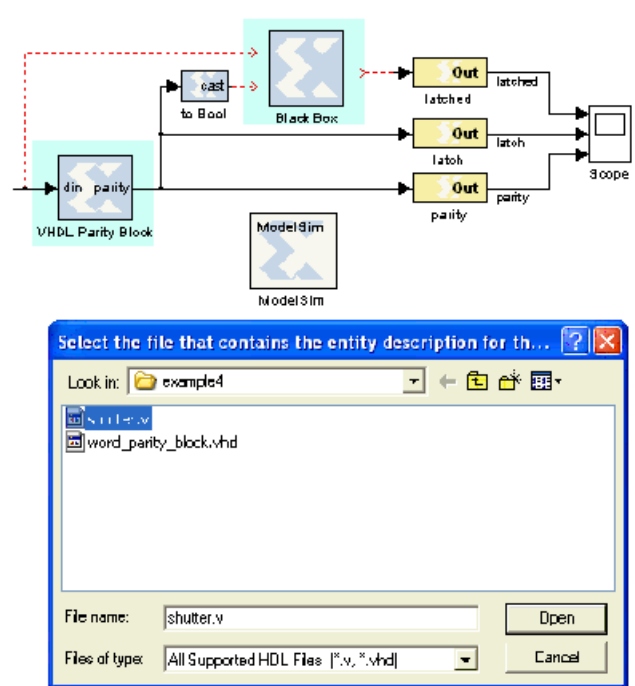 Out
latched
cast
latched
to Bool
Black Box
Out
latch
Scope
din parity
latch
Out
parity
VHDL Parity Block
parity
ModelSim
ModelSim
Select the file that contains the entity description for th...
Look in: example4
shutter.v
word_parity_block.vhd
File name: shutter.v Open
Files of type: All Supported HDL Files (*.v, *.vhd) Cancel